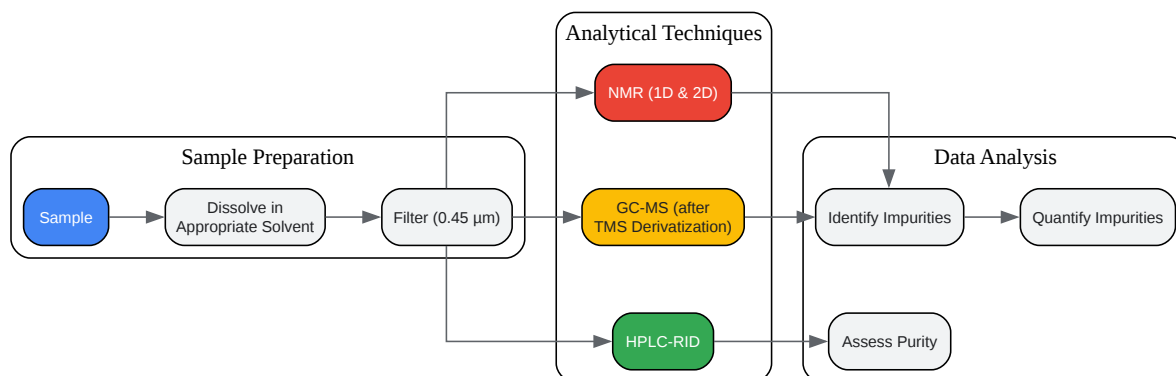 Analytical Techniques
NMR (1D & 2D)
Sample Preparation
Data Analysis
Sample
Dissolve in
Appropriate Solvent
Filter (0.45 µm)
GC-MS (after
TMS Derivatization)
Identify Impurities
Quantify Impurities
HPLC-RID
Assess Purity